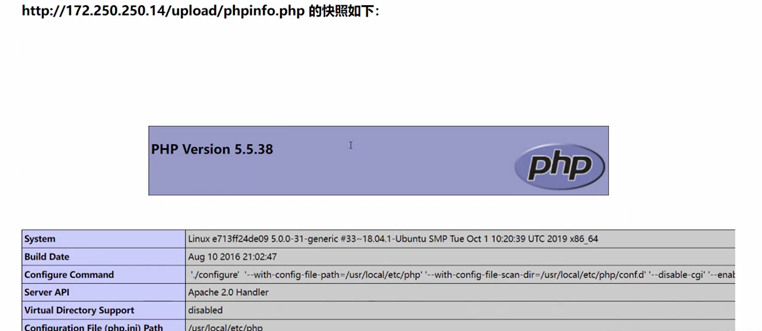 http://172.250.250.14/upload/phpinfo.php 的快照如下：
PHP Version 5.5.38
php
System Linux e713ff24de09 5.0.0-31-generic #33~18.04.1-Ubuntu SMP Tue Oct 1 10:20:39 UTC 2019 x86_64
Build Date Aug 10 2016 21:02:47
Configure Command './configure' '--with-config-file-path=/usr/local/etc/php' '--with-config-file-scan-dir=/usr/local/etc/php/conf.d' '--disable-cgi' '--enab
Server API Apache 2.0 Handler
Virtual Directory Support disabled
Configuration File (php.ini) Path /usr/local/etc/php